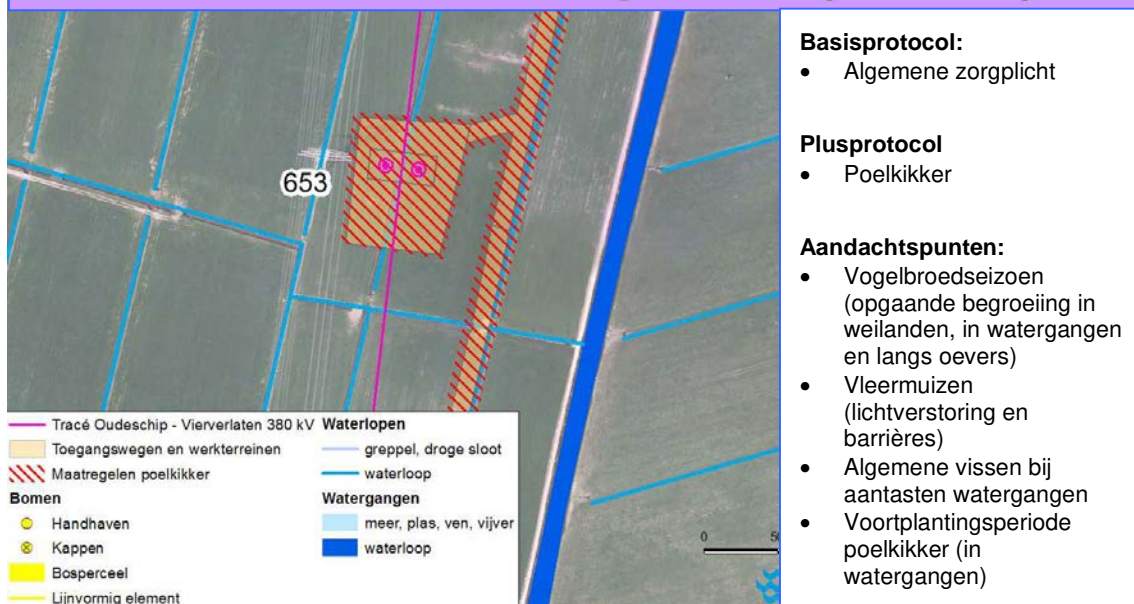 653
Tracé Oudeschip - Vierverlaten 380 kV
Toegangswegen en werkterreinen
Maatregelen poelkikker
Bomen
Handhaven
Kappen
Bosperceel
Lijnvormig element
Waterlopen
greppel, droge sloot
waterloop
Watergangen
meer, plas, ven, vijver
waterloop
0
Basisprotocol:
• Algemene zorgplicht
Plusprotocol
• Poelkikker
Aandachtspunten:
• Vogelbroedseizoen
(opgaande begroeiing in
weilanden, in watergangen
en langs oevers)
• Vleermuizen
(lichtverstoring en
barrières)
• Algemene vissen bij
aantasten watergangen
• Voortplantingsperiode
poelkikker (in
watergangen)